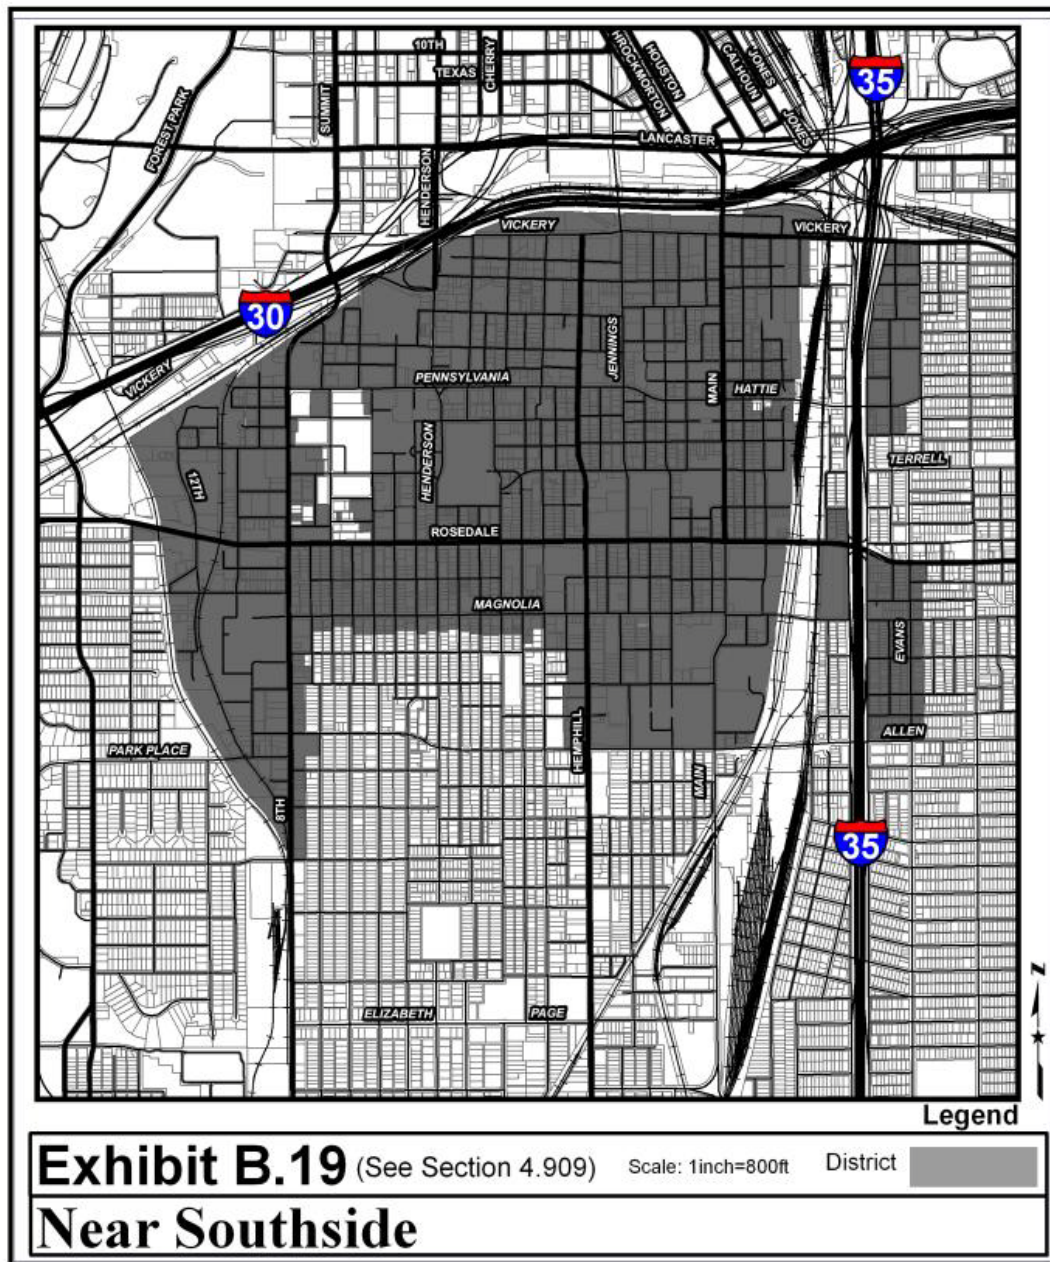 10TH
TEXAS
CHERRY
HROCKMORTON
HOUSTON
CALHOUN
JONES
JONES
35
FOREST PARK
SUMMIT
HENDERSON
LANCASTER
VICKERY
VICKERY
30
VICKERY
PENNSYLVANIA
JENNINGS
MAIN
HATTIE
12TH
HENDERSON
TERRELL
ROSEDALE
MAGNOLIA
EVANS
PARK PLACE
8TH
HEMPHILL
MAIN
ALLEN
35
ELIZABETH
PAGE
N
Legend
Exhibit B.19 (See Section 4.909) Scale: 1inch=800ft District
Near Southside